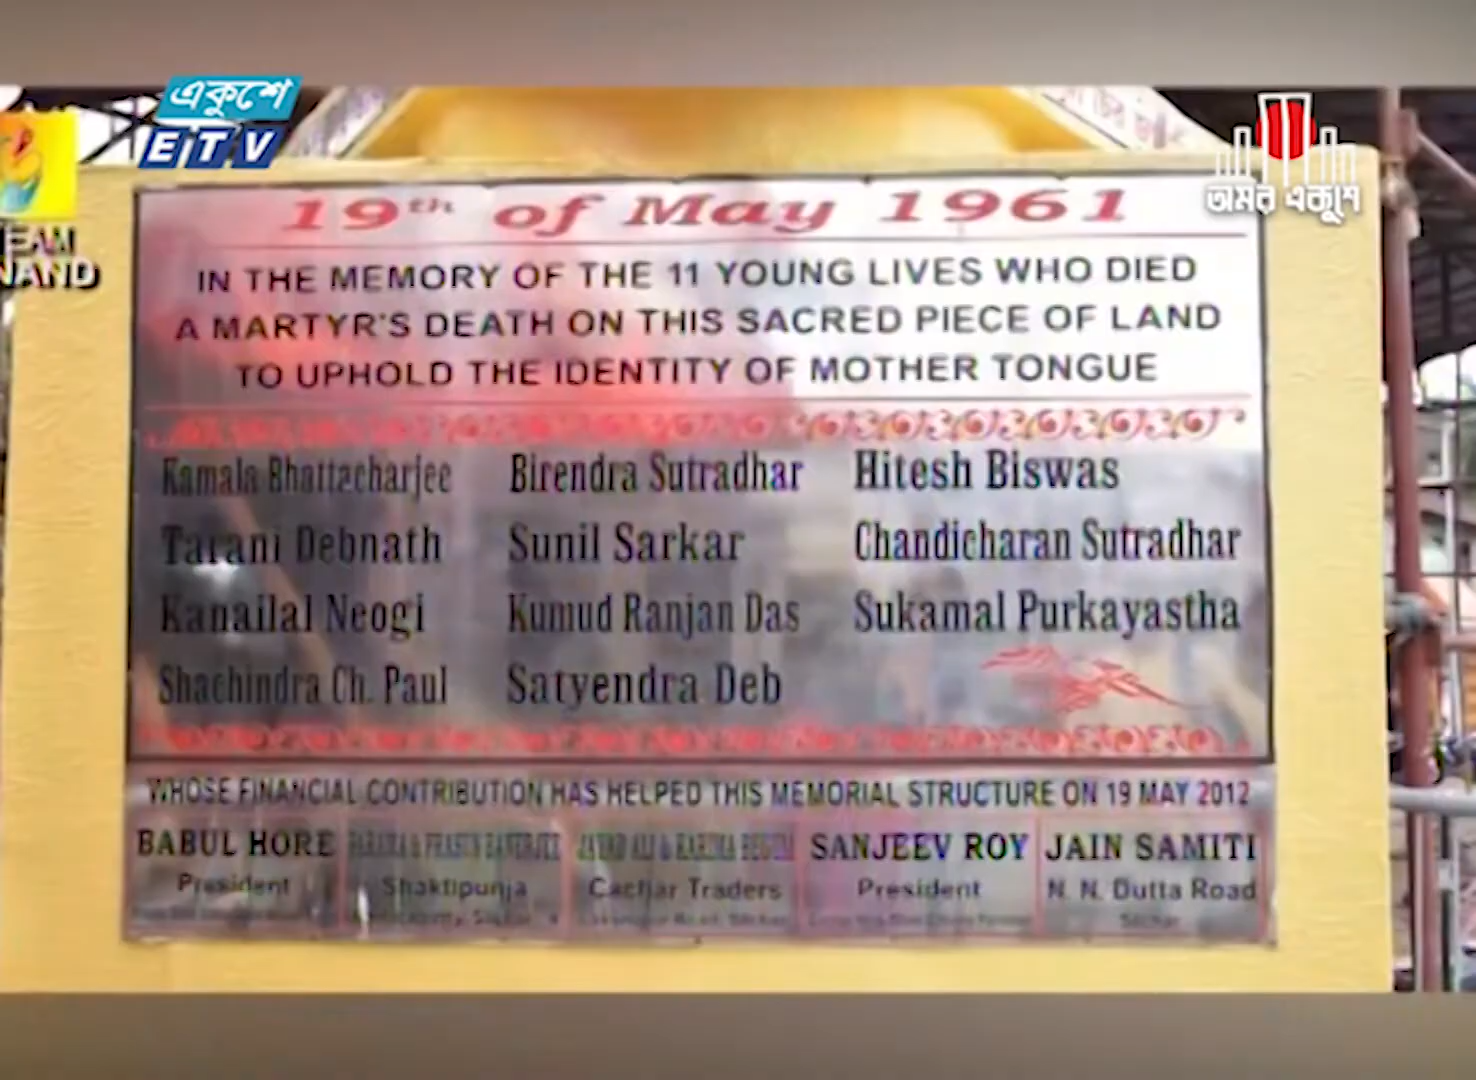 একুশে
ETV
অমর একুশে
EAM
NAND
19th of May 1961
IN THE MEMORY OF THE 11 YOUNG LIVES WHO DIED
A MARTYR'S DEATH ON THIS SACRED PIECE OF LAND
TO UPHOLD THE IDENTITY OF MOTHER TONGUE
Kamala Bhattacharjee Birendra Sutradhar Hitesh Biswas
Tarani Debnath Sunil Sarkar Chandicharan Sutradhar
Kanailal Neogi Kumud Ranjan Das Sukamal Purkayastha
Shachindra Ch. Paul Satyendra Deb
WHOSE FINANCIAL CONTRIBUTION HAS HELPED THIS MEMORIAL STRUCTURE ON 19 MAY 2012
BABUL HORE SANJEEV ROY JAIN SAMITI
President Shaktipunja Cachar Traders President N. N. Dutta Road